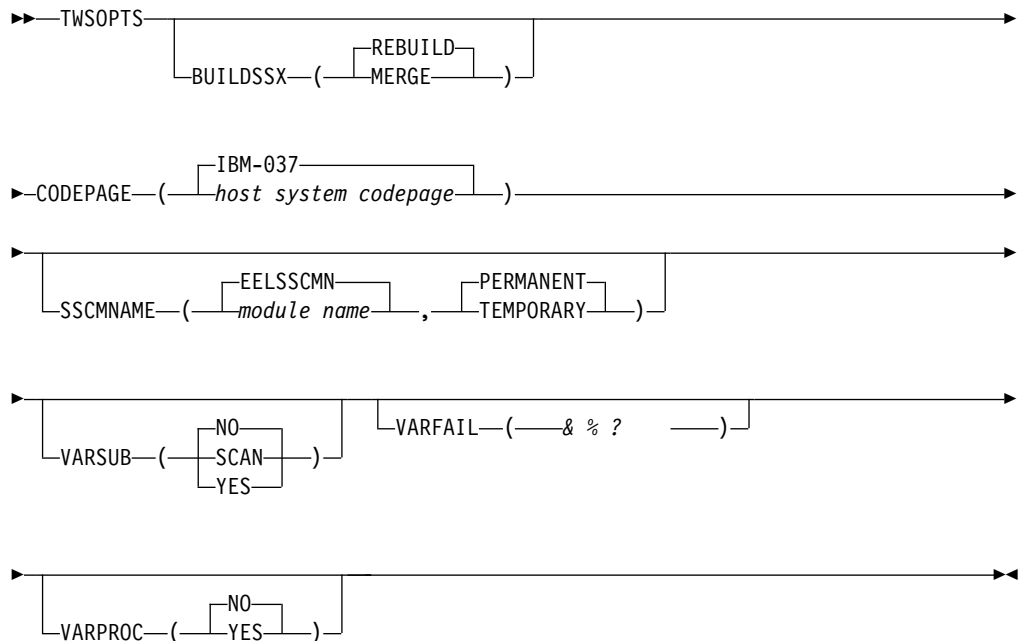 TWSOPTS
REBUILD
BUILDSSX ( MERGE )
IBM-037
CODEPAGE ( host system codepage )
EELSSCMN PERMANENT
SSCMNAME ( module name , TEMPORARY )
NO VARFAIL ( & % ? )
VARSUB ( SCAN )
YES
NO
VARPROC ( YES )